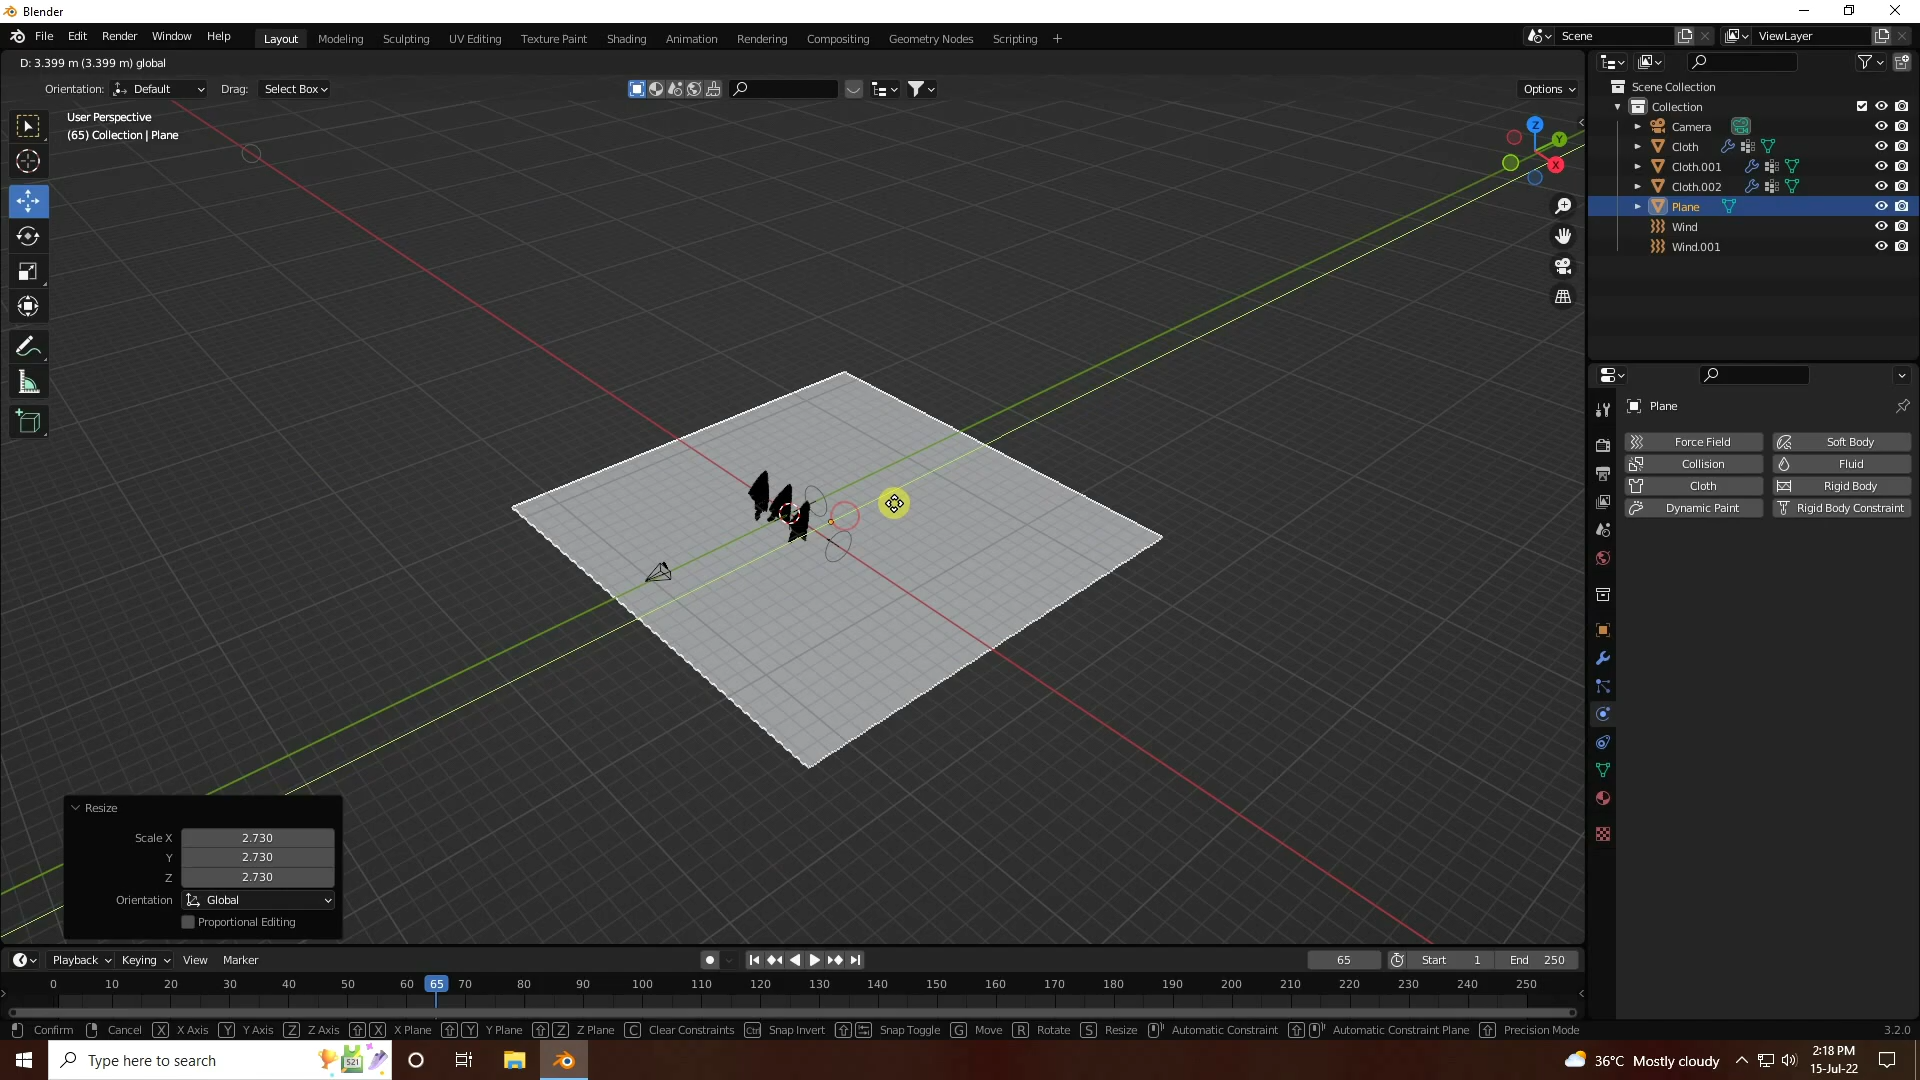 Blender
File Edit Render Window Help Layout Modeling Sculpting UV Editing Texture Paint Shading Animation Rendering Compositing Geometry Nodes Scripting + Scene ViewLayer
D: 3.399 m (3.399 m) global
Orientation: Default Drag: Select Box Options
User Perspective
(65) Collection | Plane
Z
Y
X
Scene Collection
Collection
Camera
Cloth
Cloth.001
Cloth.002
Plane
Wind
Wind.001
Plane
Force Field Soft Body
Collision Fluid
Cloth Rigid Body
Dynamic Paint Rigid Body Constraint
Resize
Scale X 2.730
Y 2.730
Z 2.730
Orientation Global
Proportional Editing
Playback Keying View Marker 65 Start 1 End 250
0 10 20 30 40 50 60 65 70 80 90 100 110 120 130 140 150 160 170 180 190 200 210 220 230 240 250
Confirm Cancel X X Axis Y Y Axis Z Z Axis X X Plane Y Y Plane Z Z Plane C Clear Constraints Ctrl Snap Invert Snap Toggle G Move R Rotate S Resize Automatic Constraint Automatic Constraint Plane Precision Mode 3.2.0
Type here to search 36°C Mostly cloudy 2:18 PM
15-Jul-22